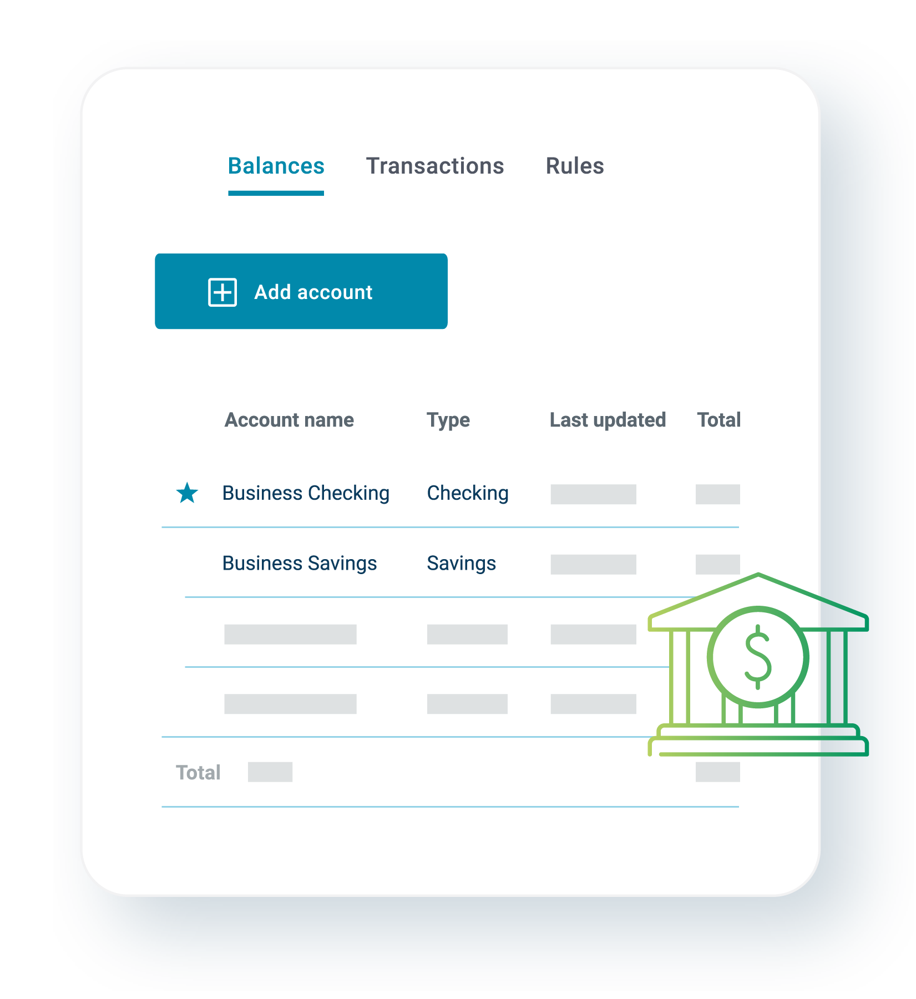 Balances Transactions Rules
Add account
Account name Type Last updated Total
Business Checking Checking
Business Savings Savings
$
Total